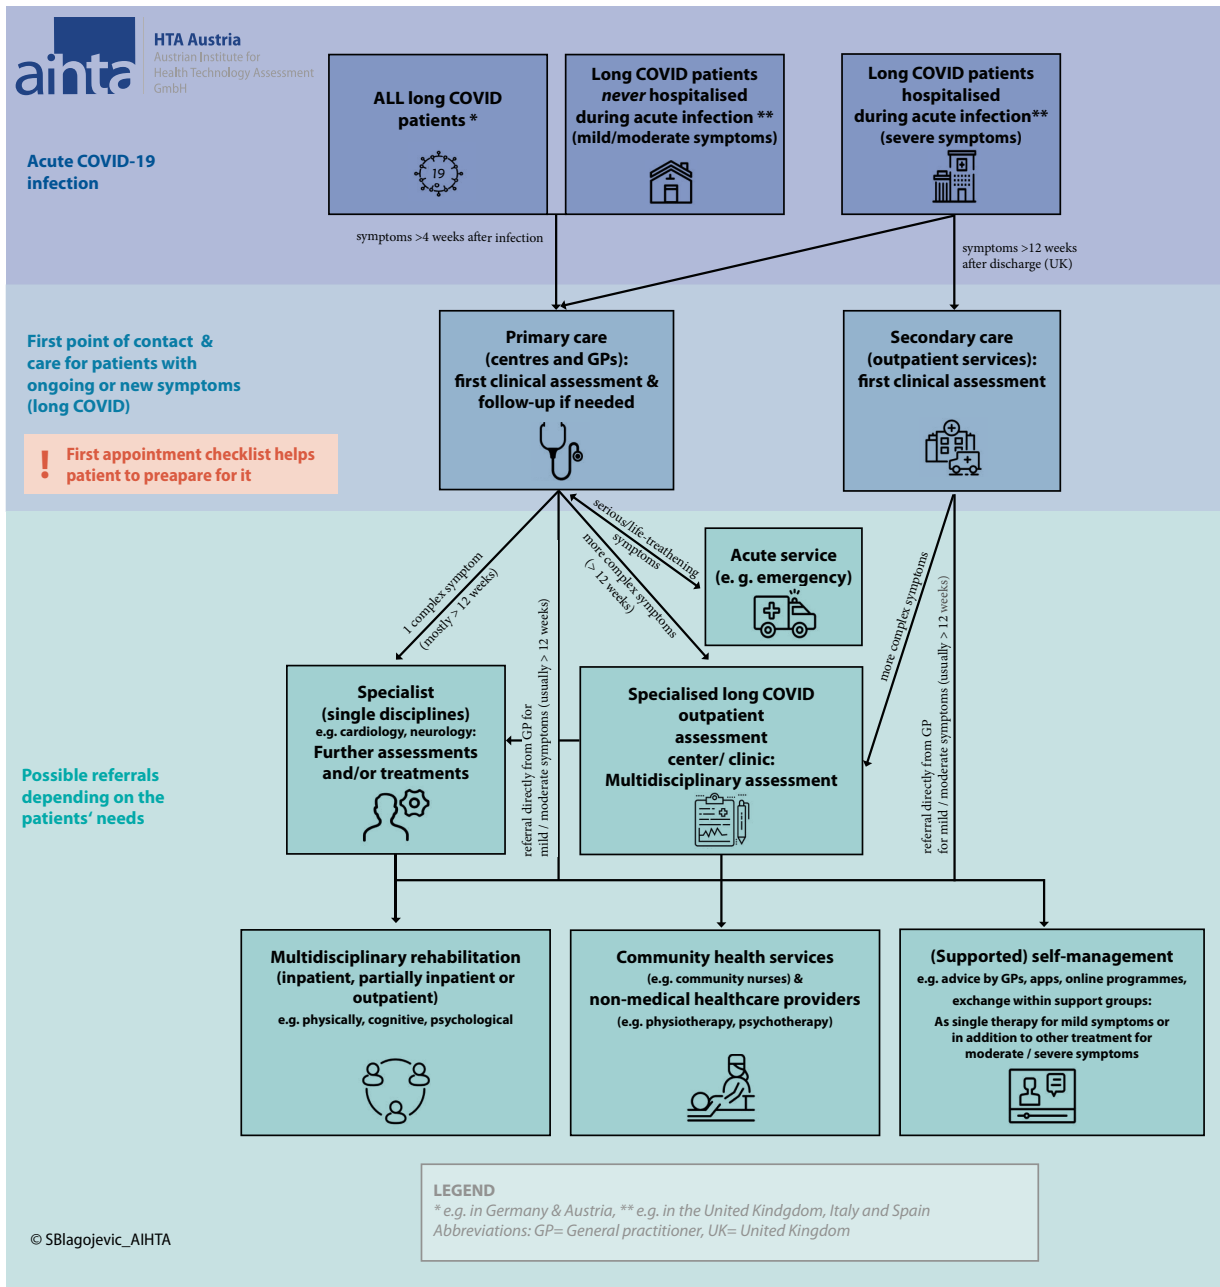 aihta
HTA Austria
Austrian Institute for
Health Technology Assessment
GmbH
Acute COVID-19
infection
ALL long COVID
patients *
19
Long COVID patients
never hospitalised
during acute infection **
(mild/moderate symptoms)
Long COVID patients
hospitalised
during acute infection**
(severe symptoms)
symptoms >4 weeks after infection
symptoms >12 weeks
after discharge (UK)
First point of contact &
care for patients with
ongoing or new symptoms
(long COVID)
! First appointment checklist helps
patient to preapare for it
Primary care
(centres and GPs):
first clinical assessment &
follow-up if needed
Secondary care
(outpatient services):
first clinical assessment
1 complex symptom
(mostly > 12 weeks)
referral directly from GP for
mild / moderate symptoms (usually > 12 weeks)
more complex symptoms
(> 12 weeks)
serious/life-treathening
symptoms
Acute service
(e. g. emergency)
more complex symptoms
referral directly from GP
for mild / moderate symptoms (usually > 12 weeks)
Possible referrals
depending on the
patients‘ needs
Specialist
(single disciplines)
e.g. cardiology, neurology:
Further assessments
and/or treatments
Specialised long COVID
outpatient
assessment
center/ clinic:
Multidisciplinary assessment
Multidisciplinary rehabilitation
(inpatient, partially inpatient or
outpatient)
e.g. physically, cognitive, psychological
Community health services
(e.g. community nurses) &
non-medical healthcare providers
(e.g. physiotherapy, psychotherapy)
(Supported) self-management
e.g. advice by GPs, apps, online programmes,
exchange within support groups:
As single therapy for mild symptoms or
in addition to other treatment for
moderate / severe symptoms
LEGEND
* e.g. in Germany & Austria, ** e.g. in the United Kindgdom, Italy and Spain
Abbreviations: GP= General practitioner, UK= United Kingdom
© SBlagojevic_AIHTA